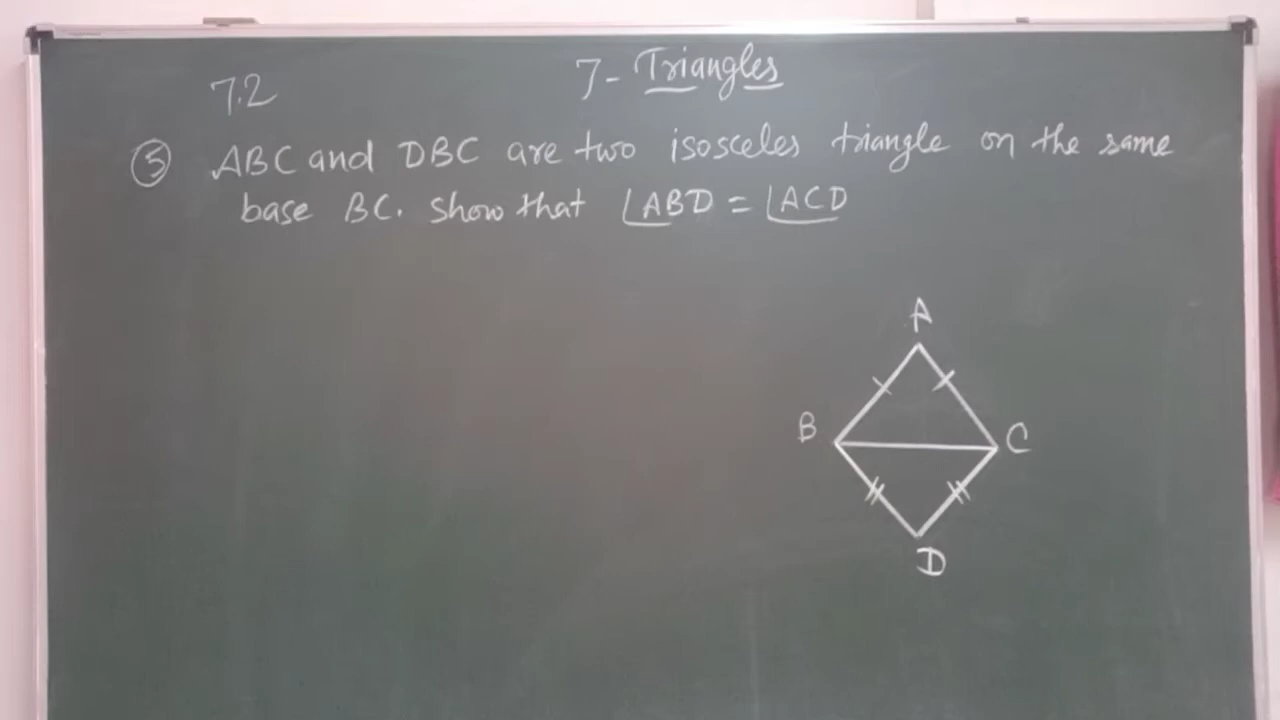 7.2
7- Triangles
⑤ ABC and DBC are two isosceles triangle on the same
base BC. Show that ∠ABD = ∠ACD
A
B
C
D